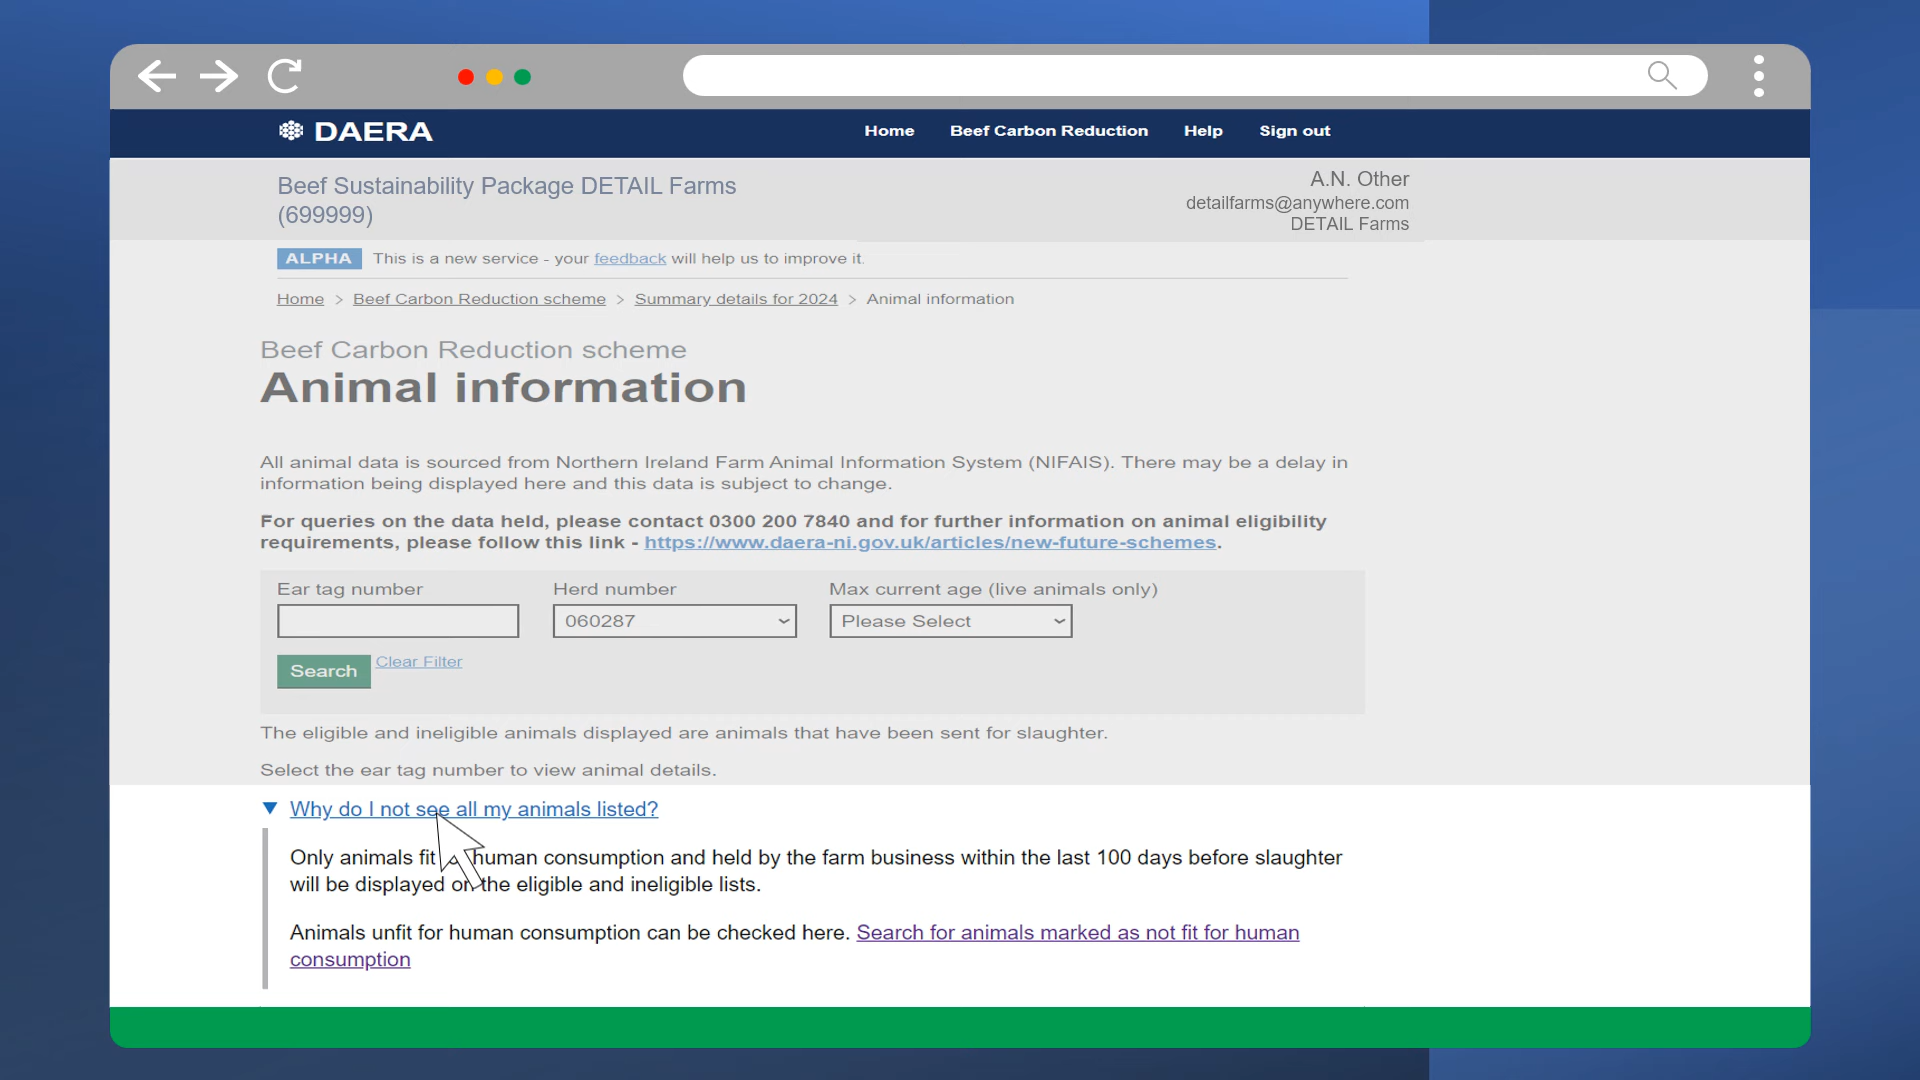 DAERA
Home Beef Carbon Reduction Help Sign out
Beef Sustainability Package DETAIL Farms
(699999)
A.N. Other
detailfarms@anywhere.com
DETAIL Farms
ALPHA This is a new service - your feedback will help us to improve it.
Home > Beef Carbon Reduction scheme > Summary details for 2024 > Animal information
Beef Carbon Reduction scheme
Animal information
All animal data is sourced from Northern Ireland Farm Animal Information System (NIFAIS). There may be a delay in
information being displayed here and this data is subject to change.
For queries on the data held, please contact 0300 200 7840 and for further information on animal eligibility
requirements, please follow this link - https://www.daera-ni.gov.uk/articles/new-future-schemes.
Ear tag number Herd number Max current age (live animals only)
060287 Please Select
Search Clear Filter
The eligible and ineligible animals displayed are animals that have been sent for slaughter.
Select the ear tag number to view animal details.
Why do I not see all my animals listed?
Only animals fit human consumption and held by the farm business within the last 100 days before slaughter
will be displayed on the eligible and ineligible lists.
Animals unfit for human consumption can be checked here. Search for animals marked as not fit for human
consumption